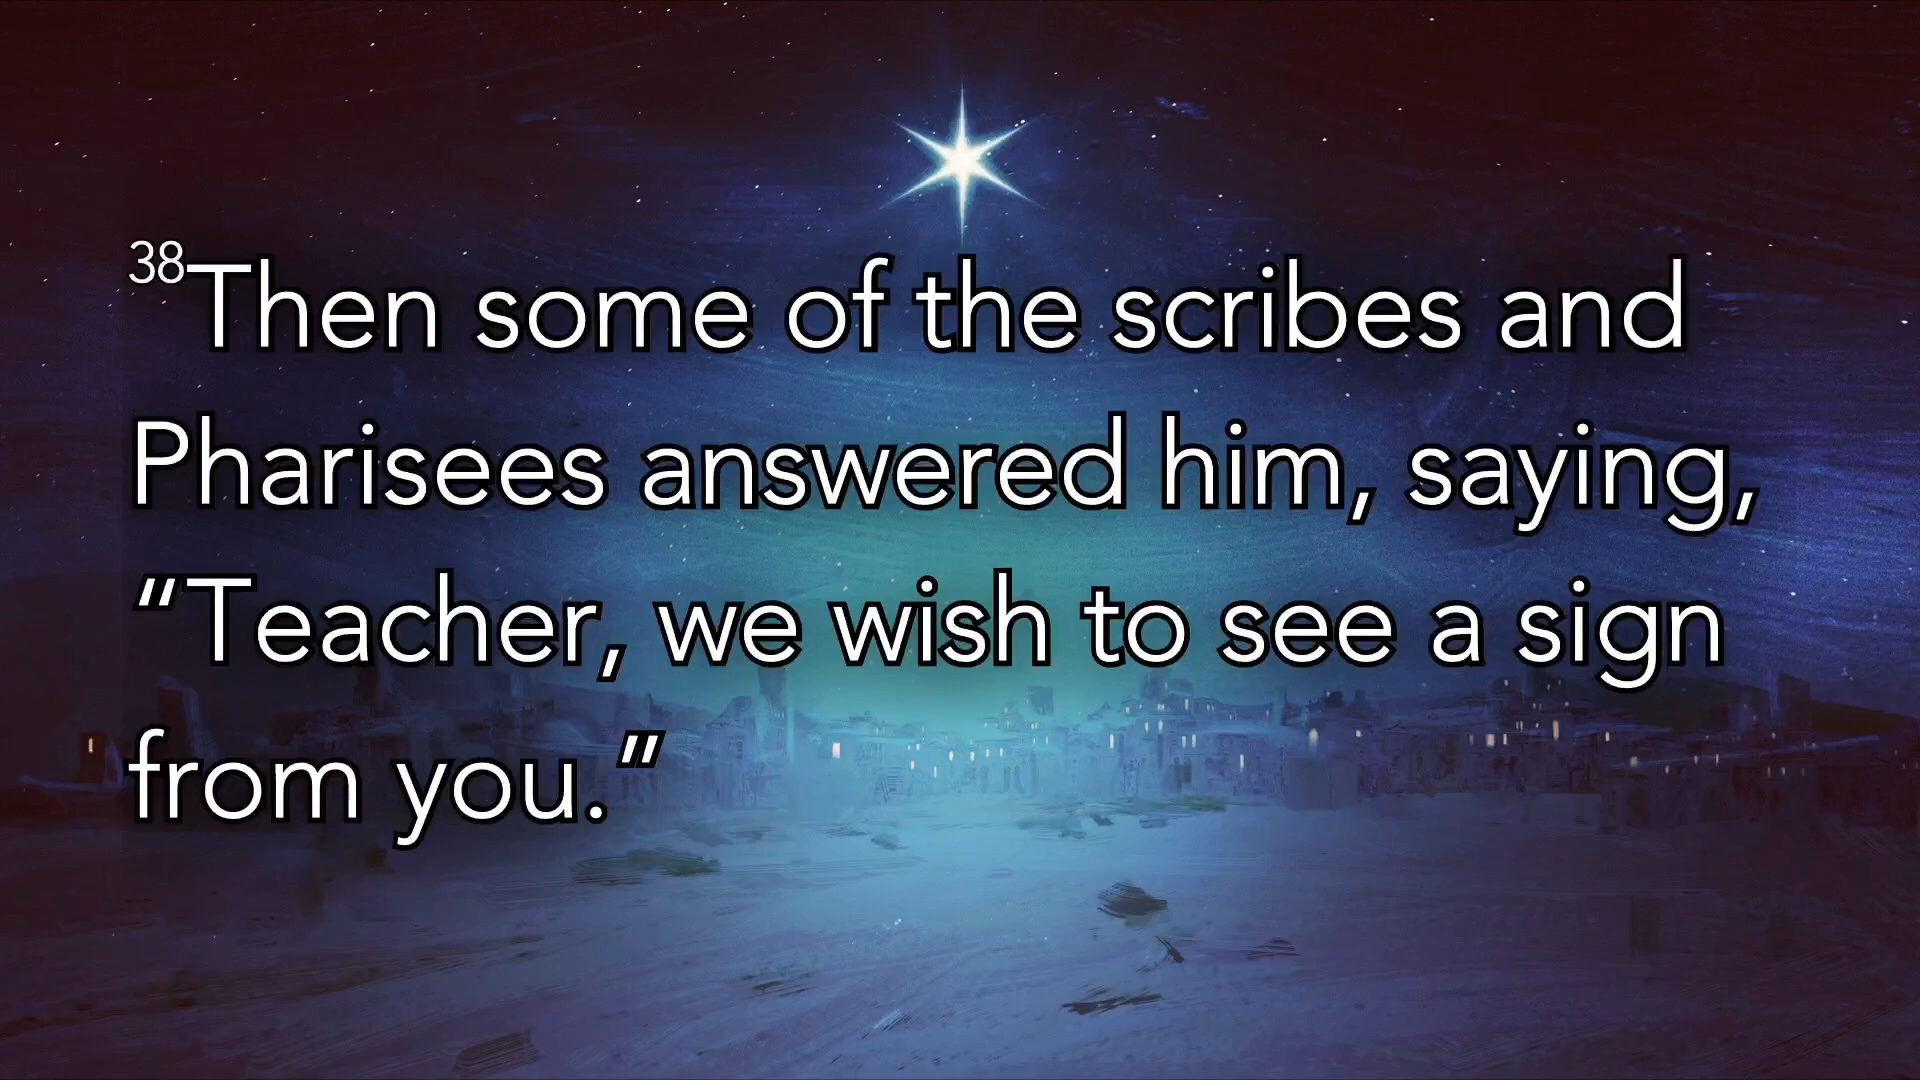 38Then some of the scribes and
Pharisees answered him, saying,
“Teacher, we wish to see a sign
from you.”